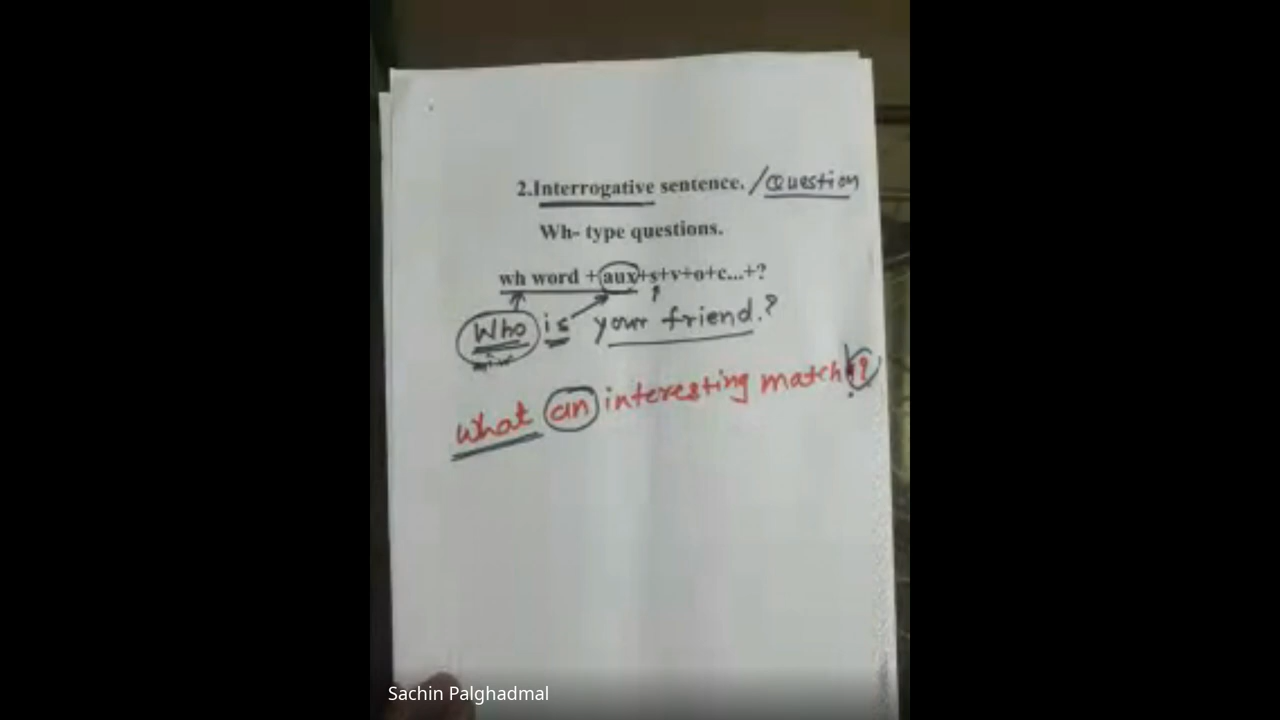 2.Interrogative sentence. /Question
Wh- type questions.
wh word +aux+s+v+o+c...+?
Who is your friend.?
What an interesting match ?
Sachin Palghadmal